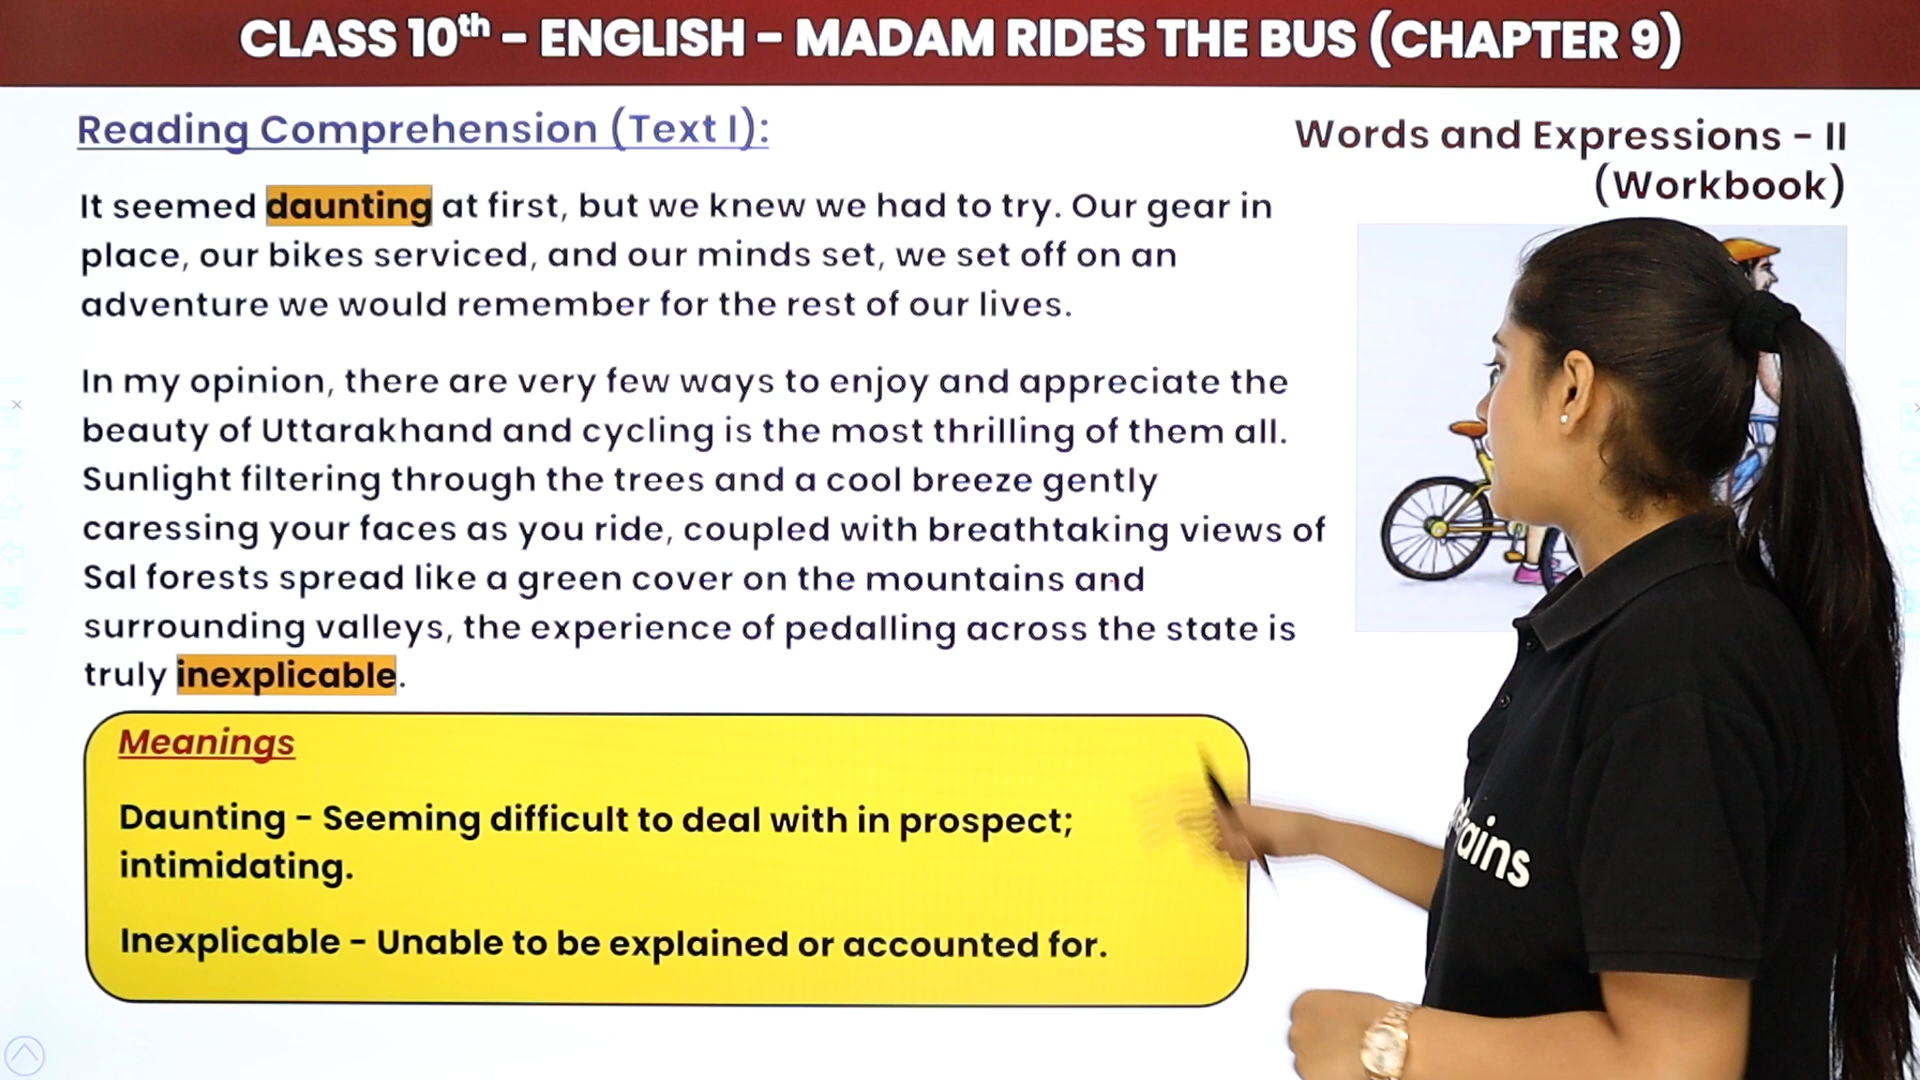 CLASS 10th - ENGLISH - MADAM RIDES THE BUS (CHAPTER 9)
Reading Comprehension (Text I):
Words and Expressions - II
(Workbook)
It seemed daunting at first, but we knew we had to try. Our gear in
place, our bikes serviced, and our minds set, we set off on an
adventure we would remember for the rest of our lives.
In my opinion, there are very few ways to enjoy and appreciate the
beauty of Uttarakhand and cycling is the most thrilling of them all.
Sunlight filtering through the trees and a cool breeze gently
caressing your faces as you ride, coupled with breathtaking views of
Sal forests spread like a green cover on the mountains and
surrounding valleys, the experience of pedalling across the state is
truly inexplicable.
Meanings
Daunting - Seeming difficult to deal with in prospect;
intimidating.
Inexplicable - Unable to be explained or accounted for.